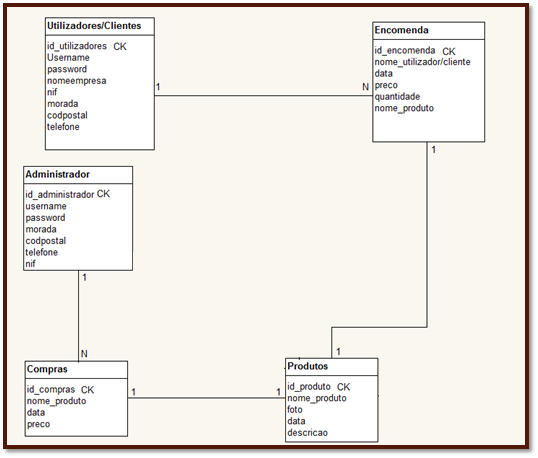 Utilizadores/Clientes
id_utilizadores CK
Username
password
nomeempresa
nif
morada
codpostal
telefone
1
N
Encomenda
id_encomenda CK
nome_utilizador/cliente
data
preco
quantidade
nome_produto
1
Administrador
id_administrador CK
username
password
morada
codpostal
telefone
nif
1
N
Compras
id_compras CK
nome_produto
data
preco
1
1
1
Produtos
id_produto CK
nome_produto
foto
data
descricao